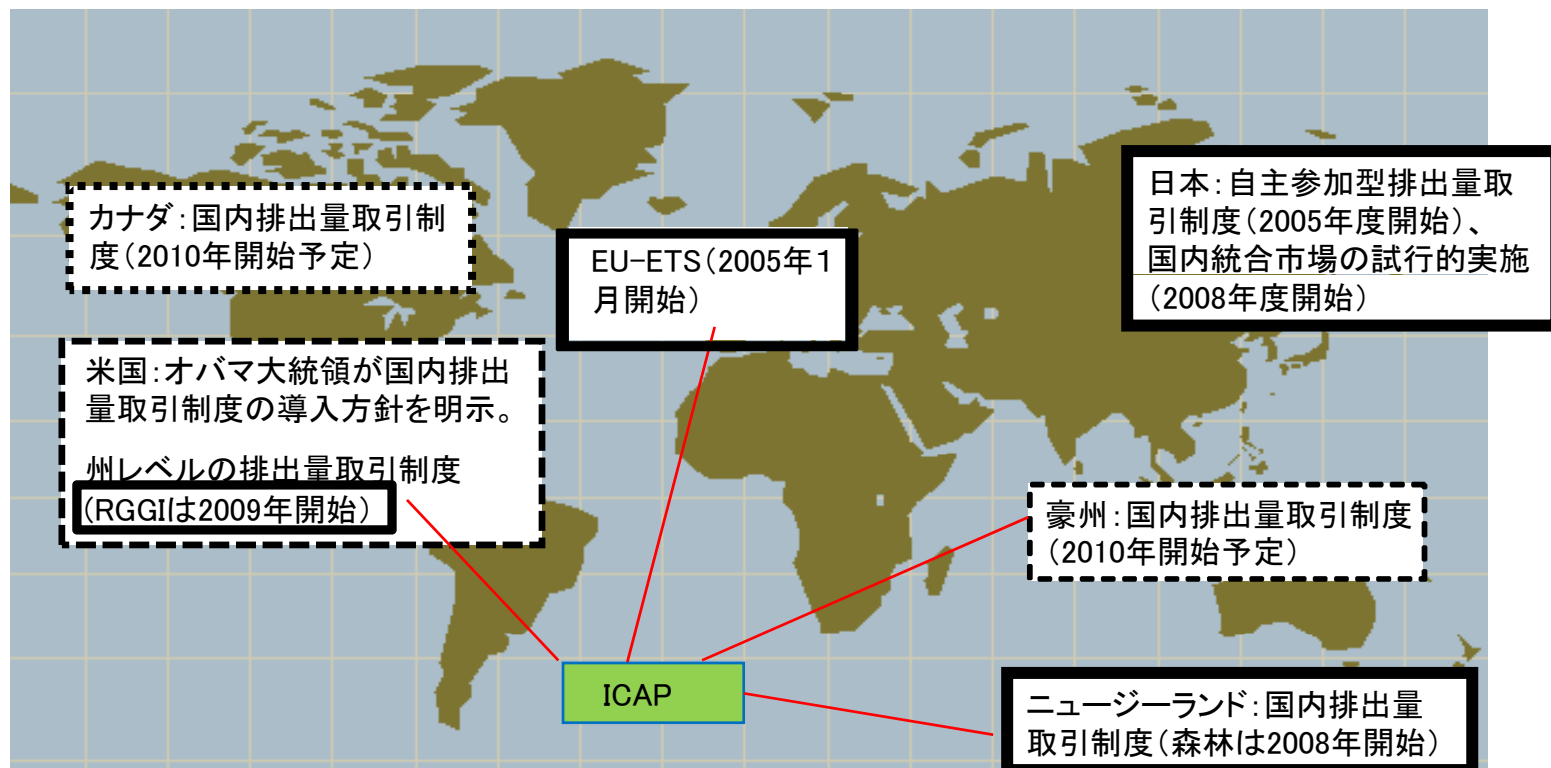 カナダ：国内排出量取引制
度（2010年開始予定）
EU-ETS（2005年１
月開始）
日本：自主参加型排出量取
引制度（2005年度開始）、
国内統合市場の試行的実施
（2008年度開始）
米国：オバマ大統領が国内排出
量取引制度の導入方針を明示。
州レベルの排出量取引制度
（RGGIは2009年開始）
豪州：国内排出量取引制度
（2010年開始予定）
ICAP
ニュージーランド：国内排出量
取引制度（森林は2008年開始）